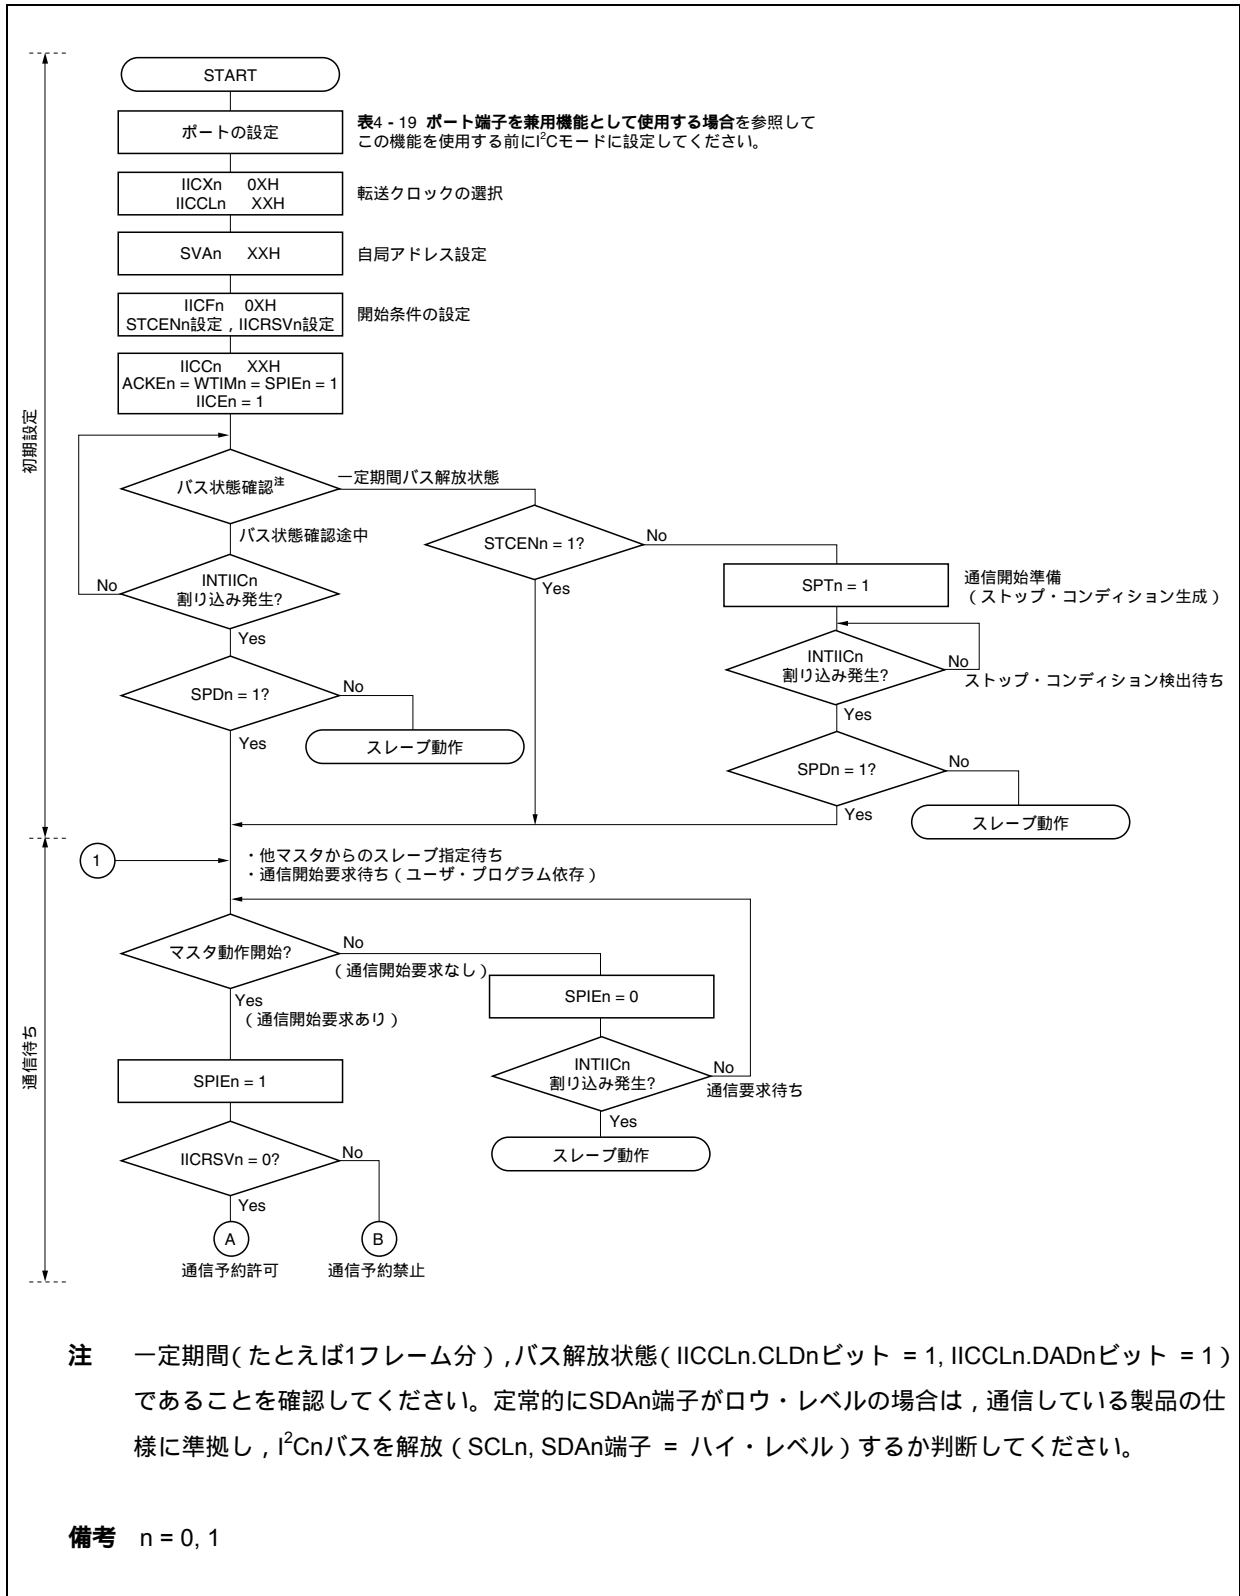 START
ポートの設定
表4 - 19 ポート端子を兼用機能として使用する場合を参照して
この機能を使用する前にI²Cモードに設定してください。
IICXn 0XH
IICCLn XXH
転送クロックの選択
SVAn XXH
自局アドレス設定
IICFn 0XH
STCENn設定 , IICRSVn設定
開始条件の設定
IICCn XXH
ACKEn = WTIMn = SPIEn = 1
IICEn = 1
初期設定
バス状態確認注
一定期間バス解放状態
バス状態確認途中
STCENn = 1?
No
Yes
INTIICn
割り込み発生?
No
Yes
SPTn = 1
通信開始準備
( ストップ・コンディション生成 )
INTIICn
割り込み発生?
No
ストップ・コンディション検出待ち
Yes
SPDn = 1?
No
Yes
スレーブ動作
SPDn = 1?
No
Yes
スレーブ動作
1
・他マスタからのスレーブ指定待ち
・通信開始要求待ち ( ユーザ・プログラム依存 )
通信待ち
マスタ動作開始?
No
( 通信開始要求なし )
Yes
( 通信開始要求あり )
SPIEn = 0
INTIICn
割り込み発生?
No
通信要求待ち
Yes
スレーブ動作
SPIEn = 1
IICRSVn = 0?
No
Yes
A
B
通信予約許可
通信予約禁止
注 一定期間 ( たとえば1フレーム分 ) , バス解放状態 ( IICCLn.CLDnビット = 1, IICCLn.DADnビット = 1 )
であることを確認してください。定常的にSDAn端子がロウ・レベルの場合は , 通信している製品の仕
様に準拠し , I²Cnバスを解放 ( SCLn, SDAn端子 = ハイ・レベル ) するか判断してください。
備考 n = 0, 1